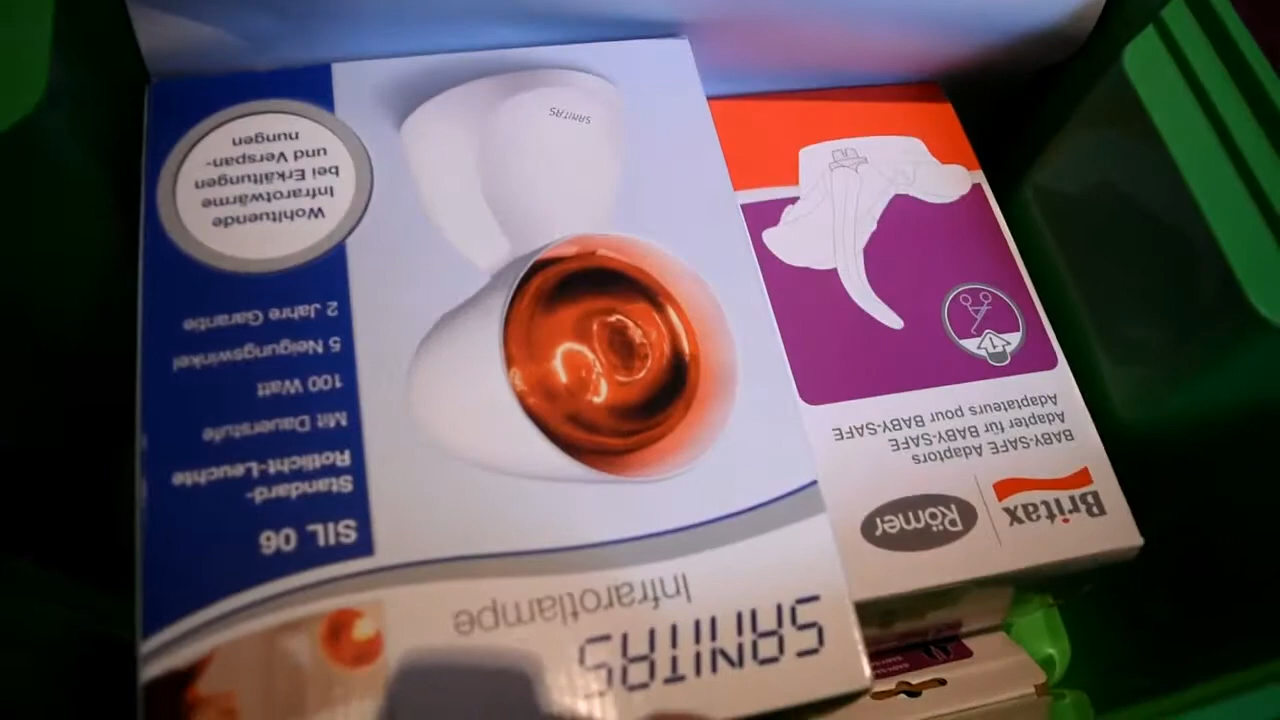 SANITAS
Infrarotlampe
SIL 06
Standard-
Rotlicht-Leuchte
Mit Dauerstufe
100 Watt
5 Neigungswinkel
2 Jahre Garantie
Wohltuende
Infrarotwärme
bei Erkältungen
und Verspan-
nungen
SANITAS
Britax
Römer
BABY-SAFE Adaptors
Adapter für BABY-SAFE
Adaptateurs pour BABY-SAFE